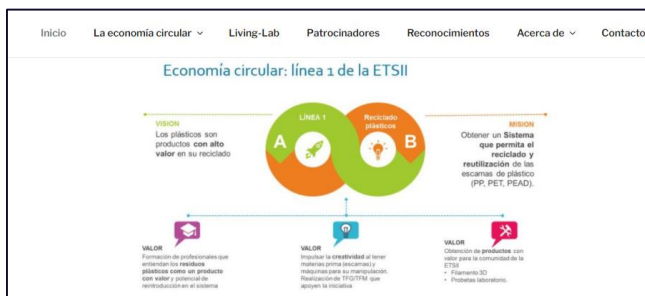 Inicio La economía circular Living-Lab Patrocinadores Reconocimientos Acerca de Contacto
Economía circular: línea 1 de la ETSII
VISION
Los plásticos son
productos con alto
valor en su reciclado
LÍNEA 1
A
Reciclado
plásticos
B
MISION
Obtener un Sistema
que permita el
reciclado y
reutilización de las
escamas de plástico
(PP, PET, PEAD).
VALOR
Formación de profesionales que
entiendan los residuos
plásticos como un producto
con valor y potencial de
reintroducción en el sistema
VALOR
Impulsar la creatividad al tener
materias prima (escamas) y
máquinas para su manipulación.
Realización de TFG/TFM que
apoyen la iniciativa
VALOR
Obtención de productos con
valor para la comunidad de la
ETSII
• Filamento 3D
• Probetas laboratorio.